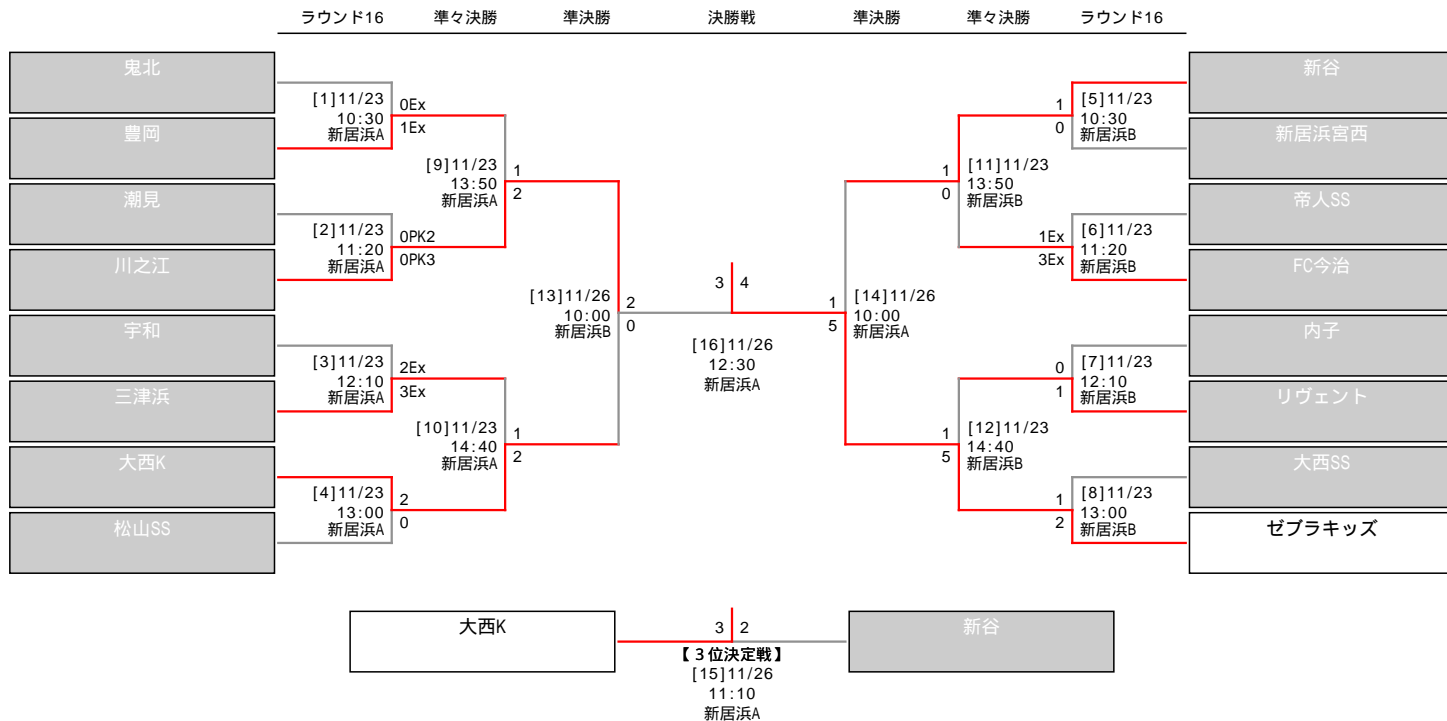 ラウンド16 準々決勝 準決勝 決勝戦 準決勝 準々決勝 ラウンド16
鬼北
[1]11/23
10:30
新居浜A
0Ex
1Ex
豊岡
[9]11/23
13:50
新居浜A
1
2
潮見
[2]11/23
11:20
新居浜A
0PK2
0PK3
川之江
[13]11/26
10:00
新居浜B
2
0
宇和
[3]11/23
12:10
新居浜A
2Ex
3Ex
三津浜
[10]11/23
14:40
新居浜A
1
2
大西K
[4]11/23
13:00
新居浜A
2
0
松山SS
3 4
[16]11/26
12:30
新居浜A
新谷
1
0
[5]11/23
10:30
新居浜B
新居浜宮西
1
0
[11]11/23
13:50
新居浜B
帝人SS
1Ex
3Ex
[6]11/23
11:20
新居浜B
FC今治
1
5
[14]11/26
10:00
新居浜A
内子
0
1
[7]11/23
12:10
新居浜B
リヴェント
1
5
[12]11/23
14:40
新居浜B
大西SS
1
2
[8]11/23
13:00
新居浜B
ゼブラキッズ
大西K 3 2 新谷
【３位決定戦】
[15]11/26
11:10
新居浜A